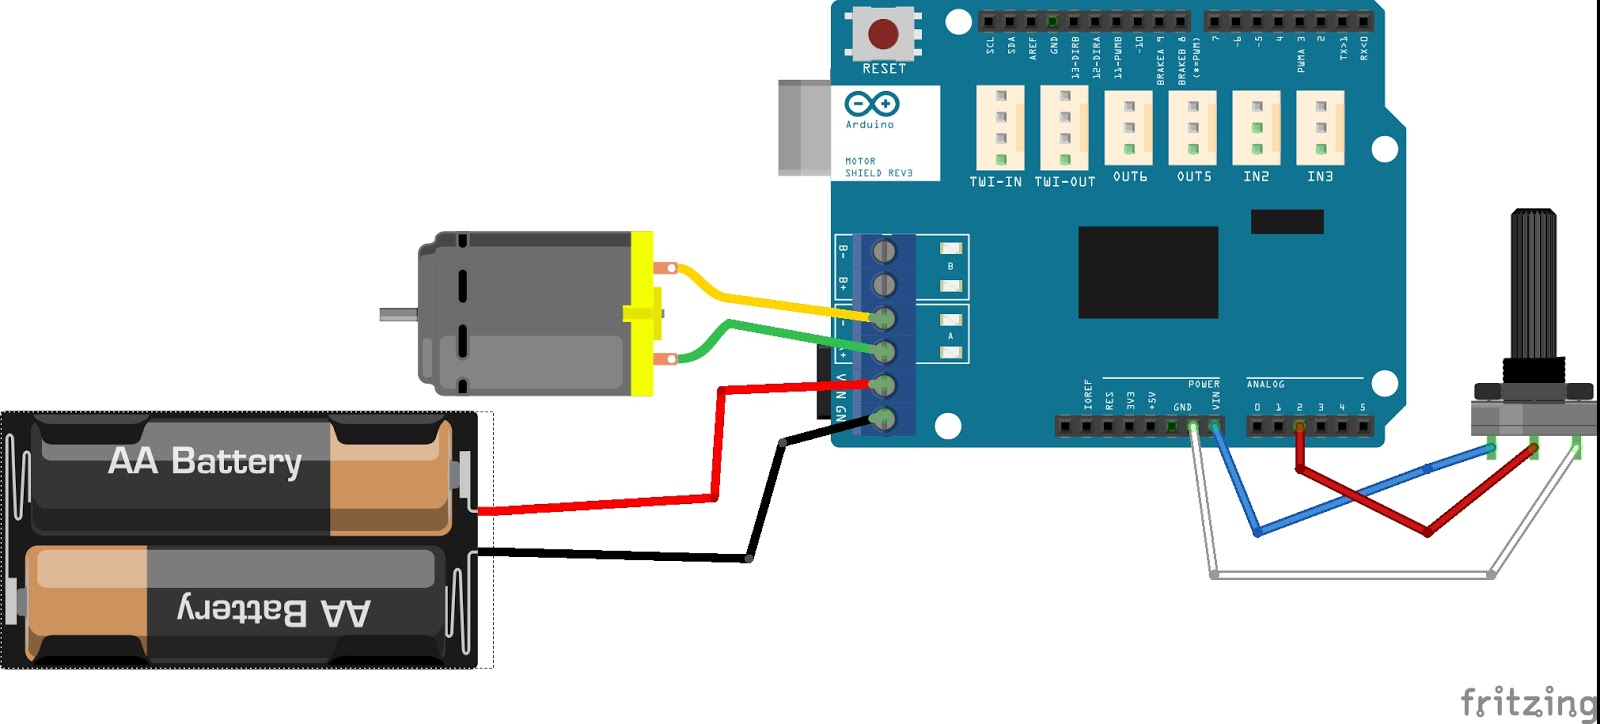 RESET
Arduino
MOTOR
SHIELD REV3
SCL
SDA
AREF
GND
13-DIRB
12-DIRA
11-PWMB
~10
BRAKEA 9
BRAKEB 8
(*=PWM)
7
~6
~5
4
PWMA 3
2
TX>1
RX<0
TWI-IN
TWI-OUT
OUT6
OUT5
IN2
IN3
B-
B+
B
-
A
+
VIN
GN
POWER
ANALOG
IOREF
RES
3V3
+5V
GND
VIN
0
1
2
3
4
5
AA Battery
AA Battery
fritzing